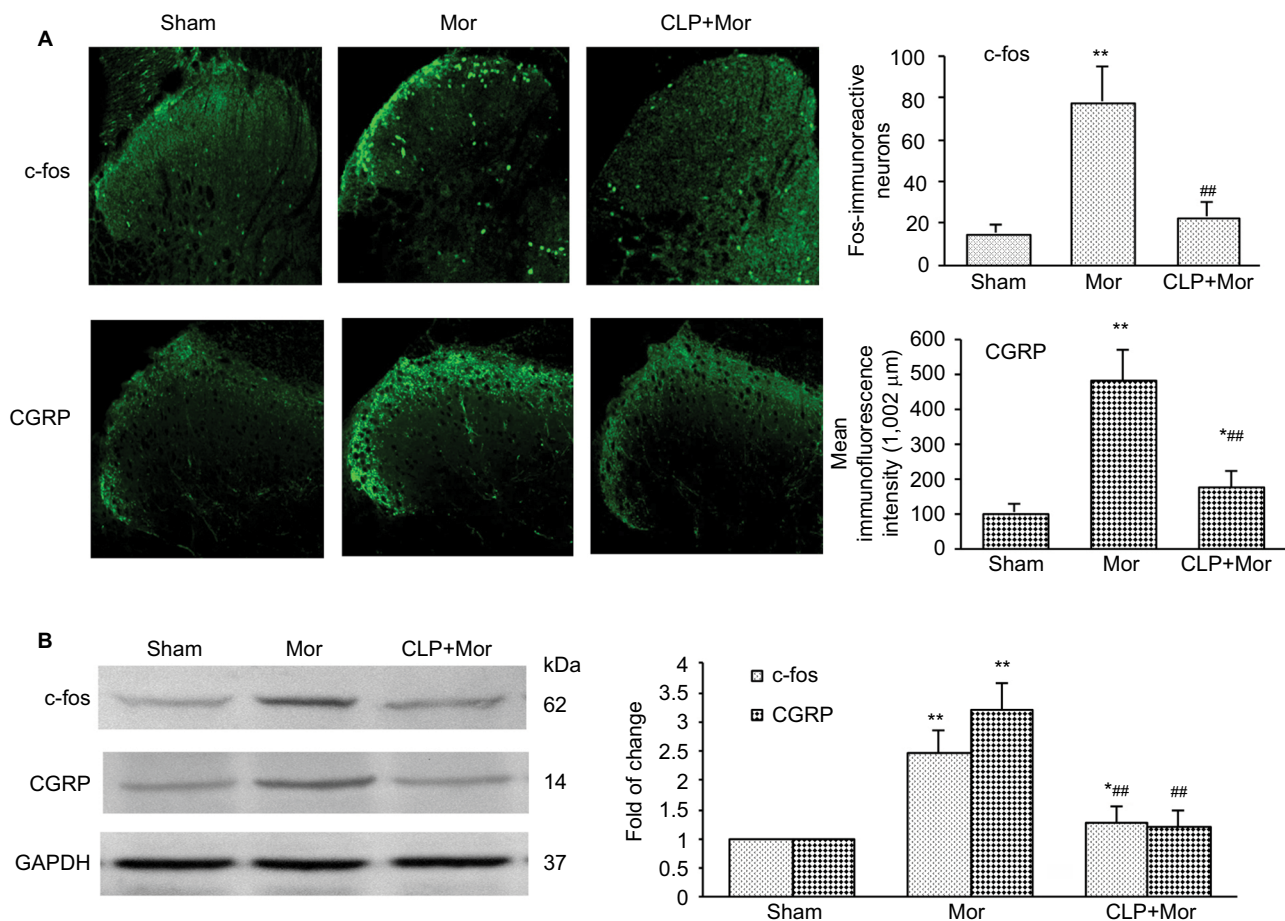 A
Sham
Mor
CLP+Mor
c-fos
CGRP
c-fos
Fos-immunoreactive
neurons
100
80
60
40
20
0
**
##
Sham
Mor
CLP+Mor
CGRP
Mean
immunofluorescence
intensity (1,002 μm)
600
500
400
300
200
100
0
**
*##
Sham
Mor
CLP+Mor
B
Sham
Mor
CLP+Mor
kDa
c-fos
62
CGRP
14
GAPDH
37
Fold of change
4
3.5
3
2.5
2
1.5
1
0.5
0
c-fos
CGRP
**
**
*##
##
Sham
Mor
CLP+Mor